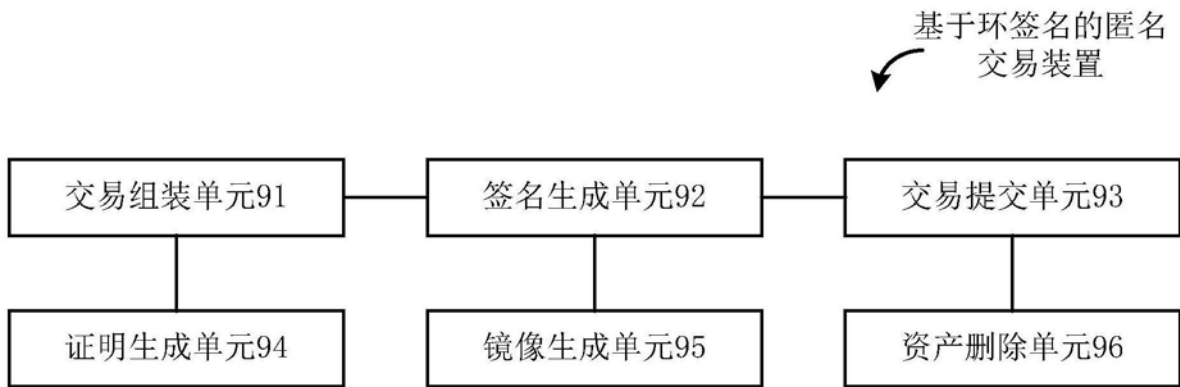 基于环签名的匿名
交易装置
交易组装单元91
签名生成单元92
交易提交单元93
证明生成单元94
镜像生成单元95
资产删除单元96